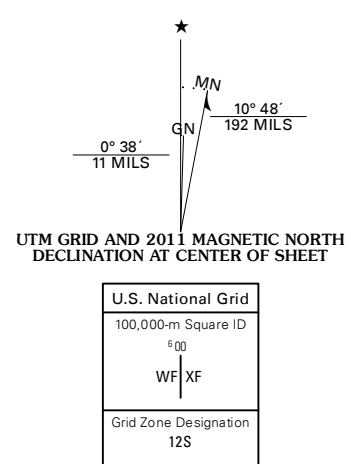 ★
MN
GN
10° 48´
192 MILS
0° 38´
11 MILS
UTM GRID AND 2011 MAGNETIC NORTH
DECLINATION AT CENTER OF SHEET
U.S. National Grid
100,000-m Square ID
⁶00
WF XF
Grid Zone Designation
12S